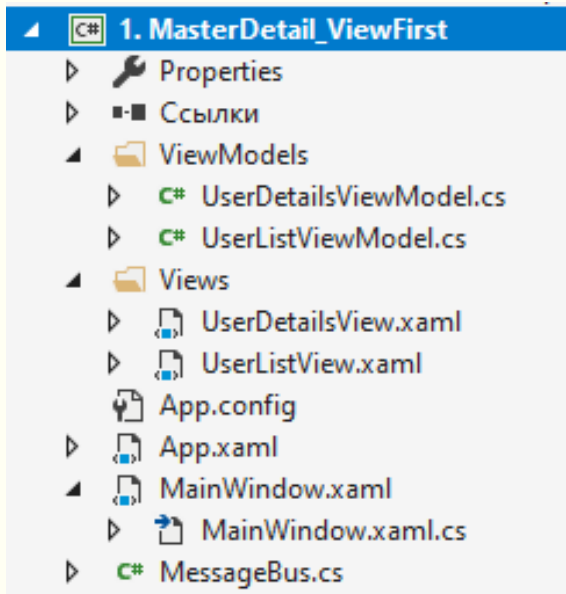 C# 1. MasterDetail_ViewFirst
Properties
Ссылки
ViewModels
C# UserDetailsViewModel.cs
C# UserListViewModel.cs
Views
UserDetailsView.xaml
UserListView.xaml
App.config
App.xaml
MainWindow.xaml
MainWindow.xaml.cs
C# MessageBus.cs